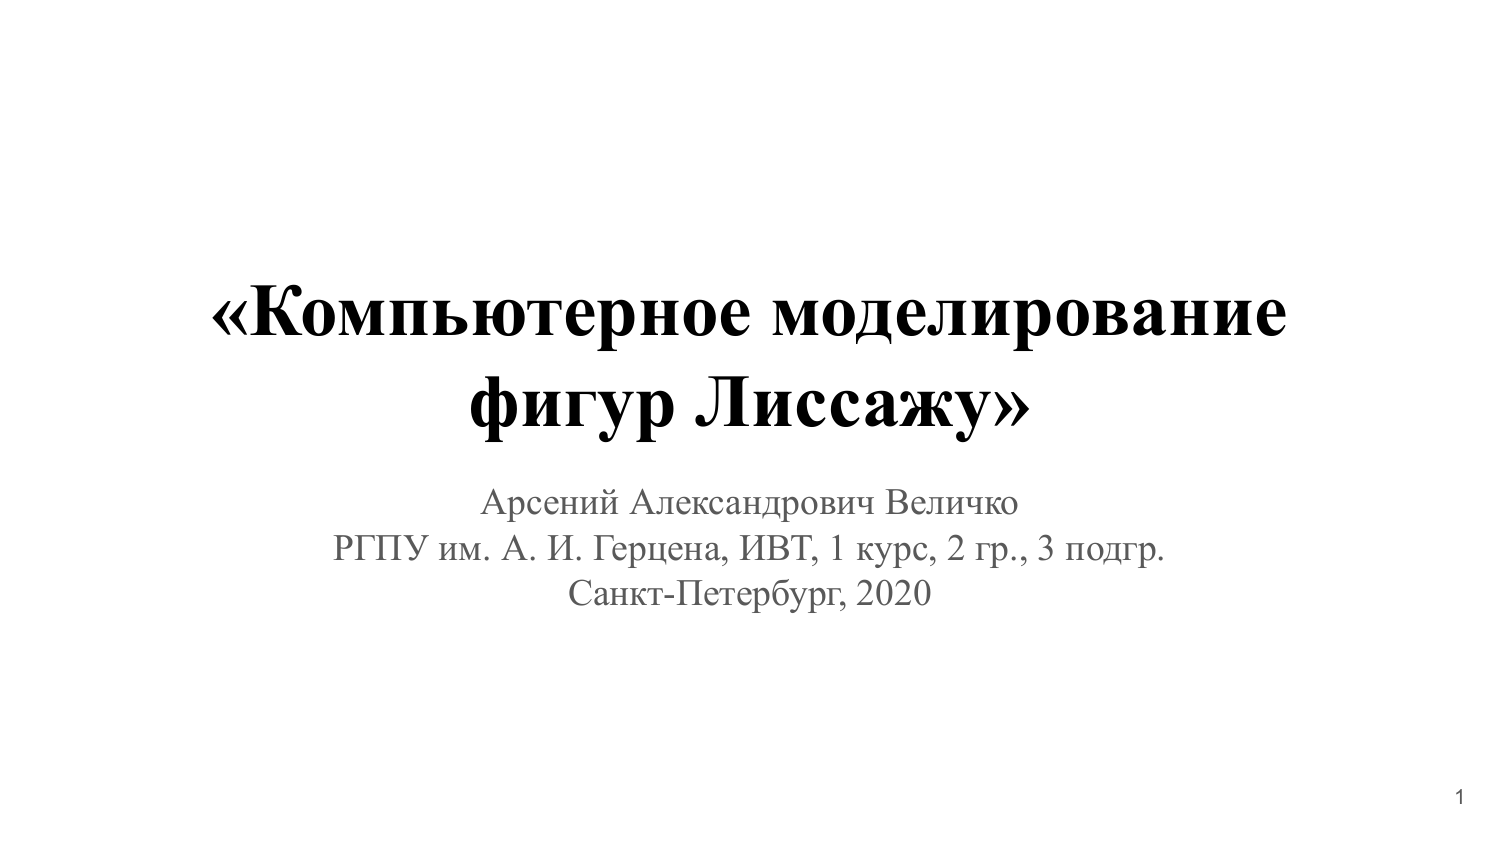 «Компьютерное моделирование
фигур Лиссажу»
Арсений Александрович Величко
РГПУ им. А. И. Герцена, ИВТ, 1 курс, 2 гр., 3 подгр.
Санкт-Петербург, 2020
1